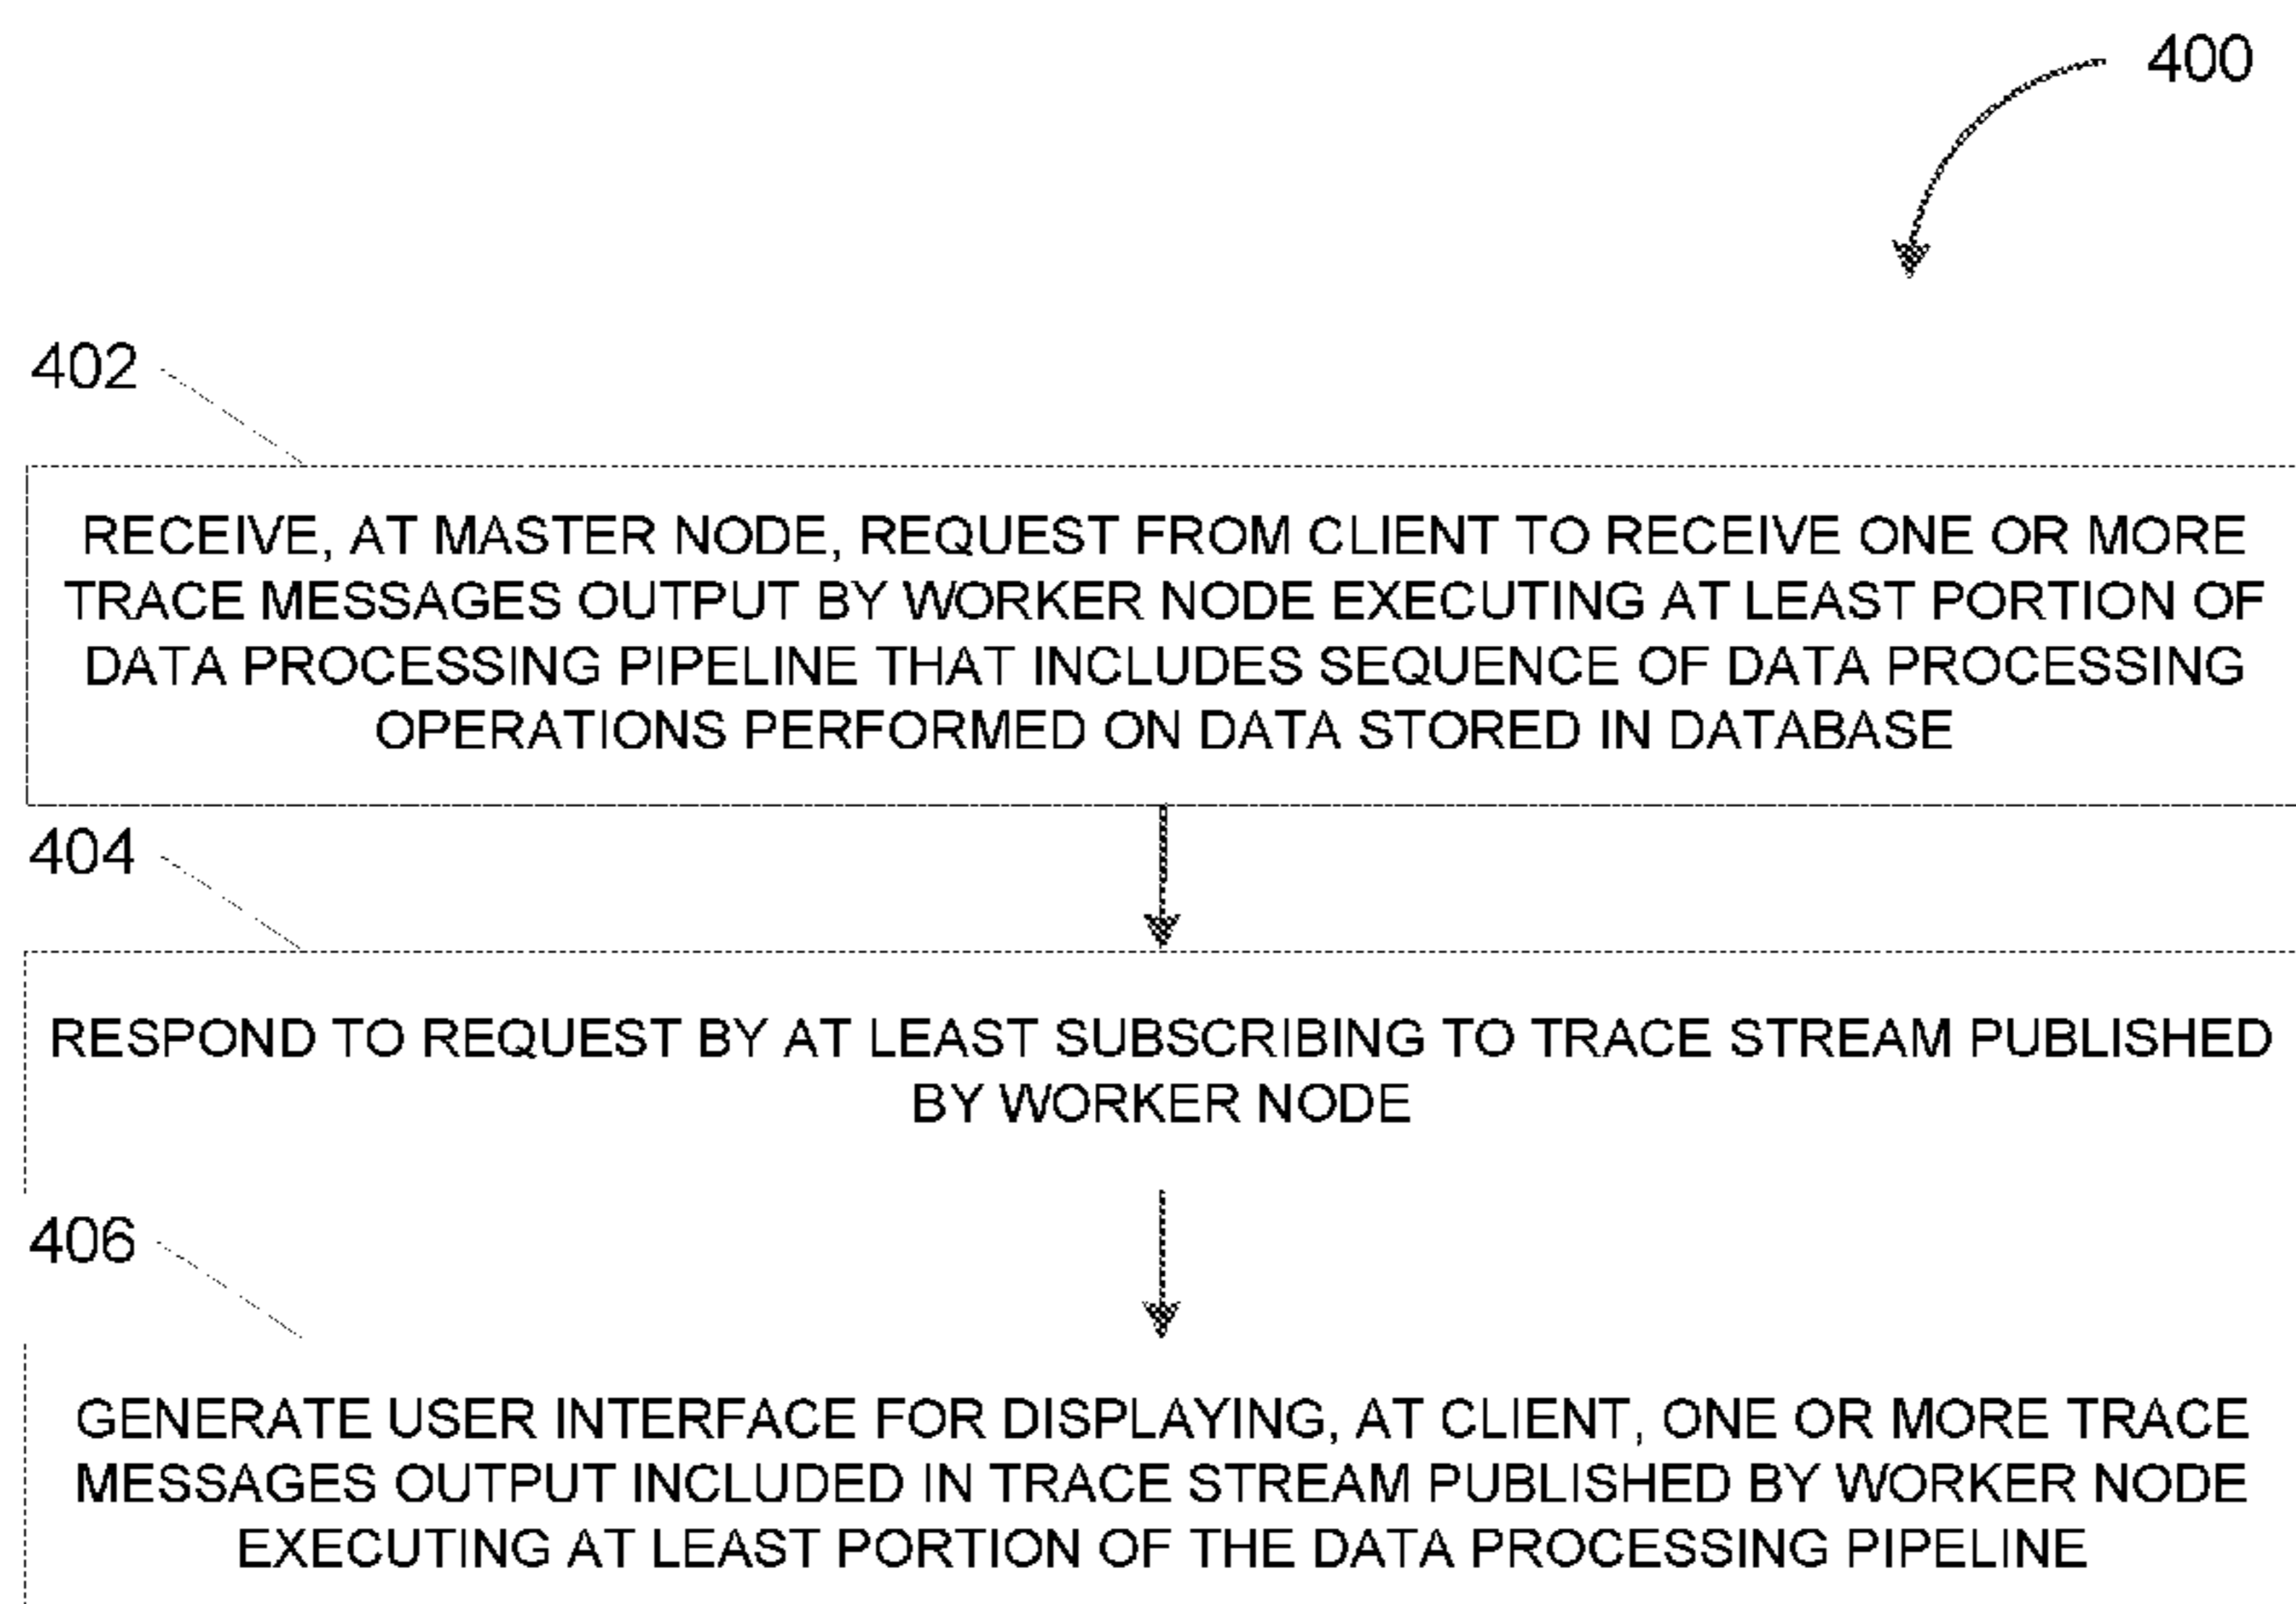 400
402
RECEIVE, AT MASTER NODE, REQUEST FROM CLIENT TO RECEIVE ONE OR MORE
TRACE MESSAGES OUTPUT BY WORKER NODE EXECUTING AT LEAST PORTION OF
DATA PROCESSING PIPELINE THAT INCLUDES SEQUENCE OF DATA PROCESSING
OPERATIONS PERFORMED ON DATA STORED IN DATABASE
404
RESPOND TO REQUEST BY AT LEAST SUBSCRIBING TO TRACE STREAM PUBLISHED
BY WORKER NODE
406
GENERATE USER INTERFACE FOR DISPLAYING, AT CLIENT, ONE OR MORE TRACE
MESSAGES OUTPUT INCLUDED IN TRACE STREAM PUBLISHED BY WORKER NODE
EXECUTING AT LEAST PORTION OF THE DATA PROCESSING PIPELINE